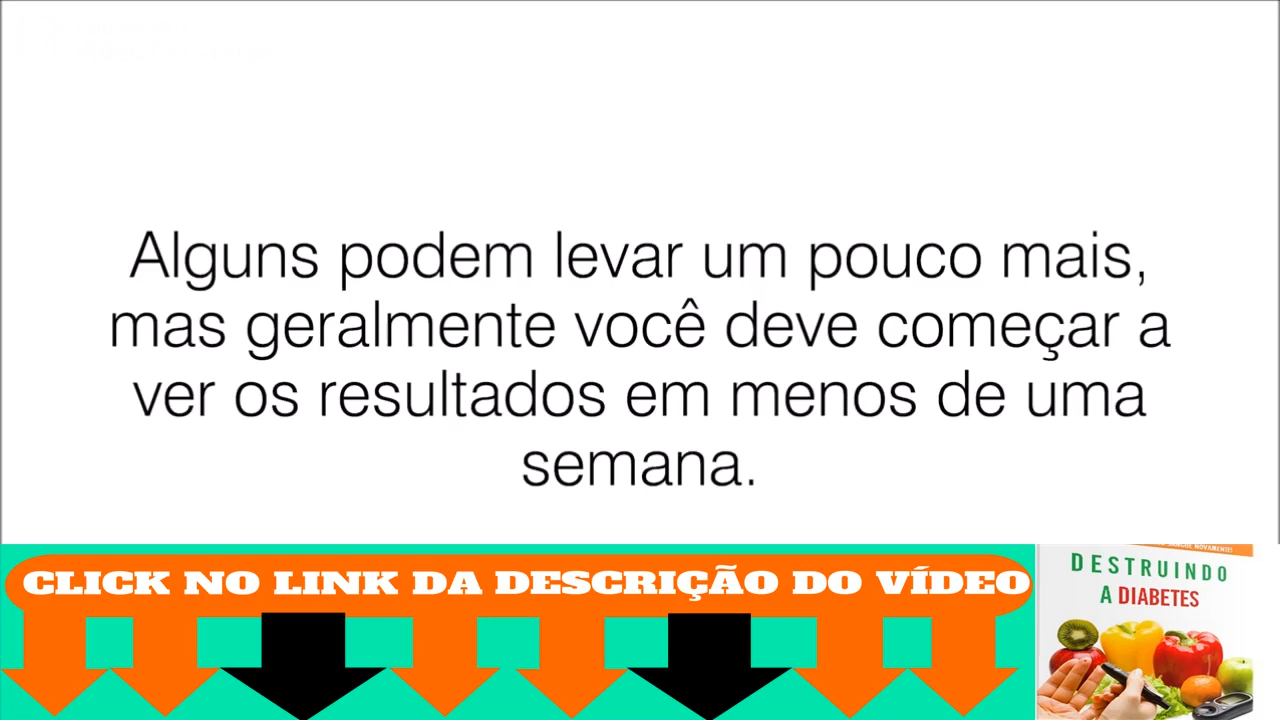 Alguns podem levar um pouco mais,
mas geralmente você deve começar a
ver os resultados em menos de uma
semana.
CLICK NO LINK DA DESCRIÇÃO DO VÍDEO
NOVAMENTE!
DESTRUINDO
A DIABETES